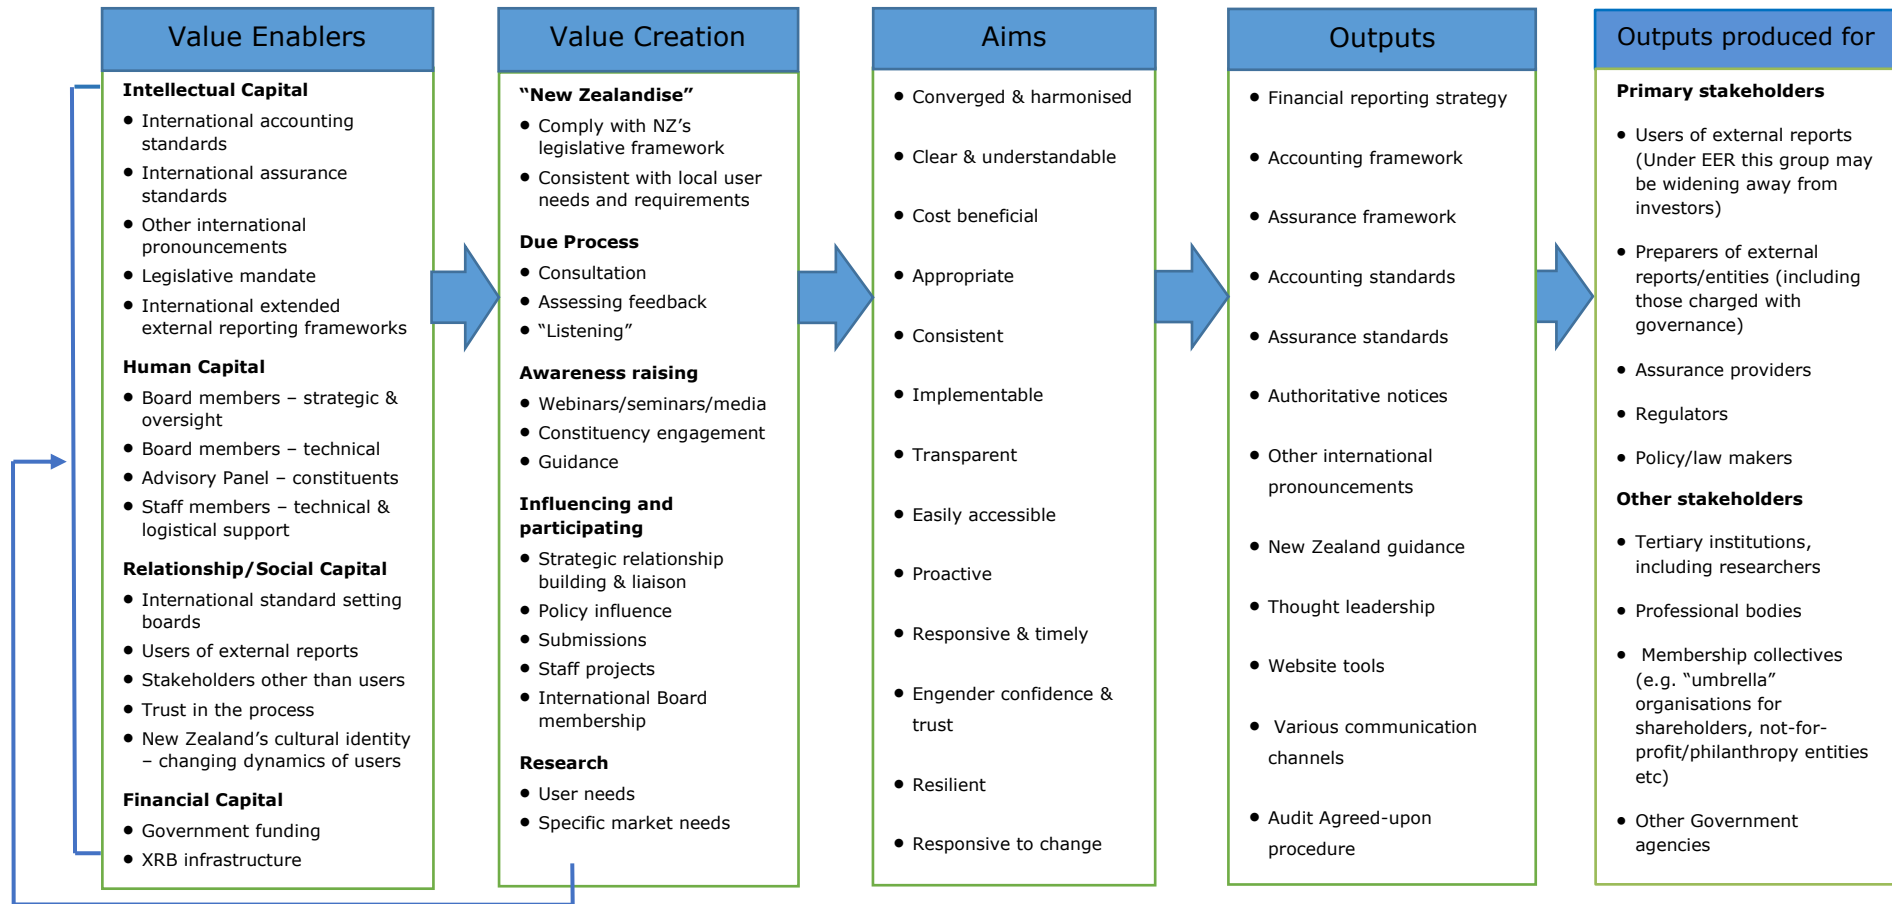 Value Enablers
Intellectual Capital
• International accounting
standards
• International assurance
standards
• Other international
pronouncements
• Legislative mandate
• International extended
external reporting frameworks
Human Capital
• Board members – strategic &
oversight
• Board members – technical
• Advisory Panel – constituents
• Staff members – technical &
logistical support
Relationship/Social Capital
• International standard setting
boards
• Users of external reports
• Stakeholders other than users
• Trust in the process
• New Zealand’s cultural identity
– changing dynamics of users
Financial Capital
• Government funding
• XRB infrastructure
Value Creation
“New Zealandise”
• Comply with NZ’s
legislative framework
• Consistent with local user
needs and requirements
Due Process
• Consultation
• Assessing feedback
• “Listening”
Awareness raising
• Webinars/seminars/media
• Constituency engagement
• Guidance
Influencing and
participating
• Strategic relationship
building & liaison
• Policy influence
• Submissions
• Staff projects
• International Board
membership
Research
• User needs
• Specific market needs
Aims
• Converged & harmonised
• Clear & understandable
• Cost beneficial
• Appropriate
• Consistent
• Implementable
• Transparent
• Easily accessible
• Proactive
• Responsive & timely
• Engender confidence &
trust
• Resilient
• Responsive to change
Outputs
• Financial reporting strategy
• Accounting framework
• Assurance framework
• Accounting standards
• Assurance standards
• Authoritative notices
• Other international
pronouncements
• New Zealand guidance
• Thought leadership
• Website tools
• Various communication
channels
• Audit Agreed-upon
procedure
Outputs produced for
Primary stakeholders
• Users of external reports
(Under EER this group may
be widening away from
investors)
• Preparers of external
reports/entities (including
those charged with
governance)
• Assurance providers
• Regulators
• Policy/law makers
Other stakeholders
• Tertiary institutions,
including researchers
• Professional bodies
• Membership collectives
(e.g. “umbrella”
organisations for
shareholders, not-for-
profit/philanthropy entities
etc)
• Other Government
agencies